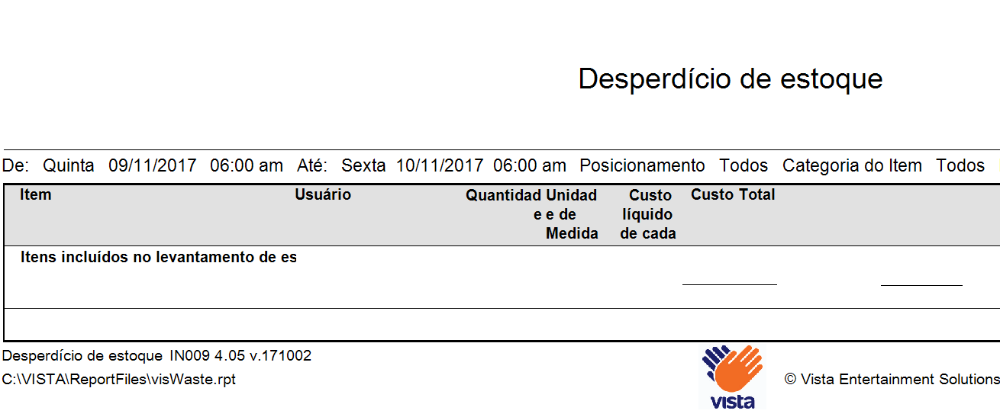 Desperdício de estoque
De: Quinta 09/11/2017 06:00 am Até: Sexta 10/11/2017 06:00 am Posicionamento Todos Categoria do Item Todos
Item Usuário Quantidad Unidad Custo Custo Total
e e de líquido
Medida de cada
Itens incluídos no levantamento de es
Desperdício de estoque IN009 4.05 v.171002
C:\VISTA\ReportFiles\visWaste.rpt
vısta
© Vista Entertainment Solutions